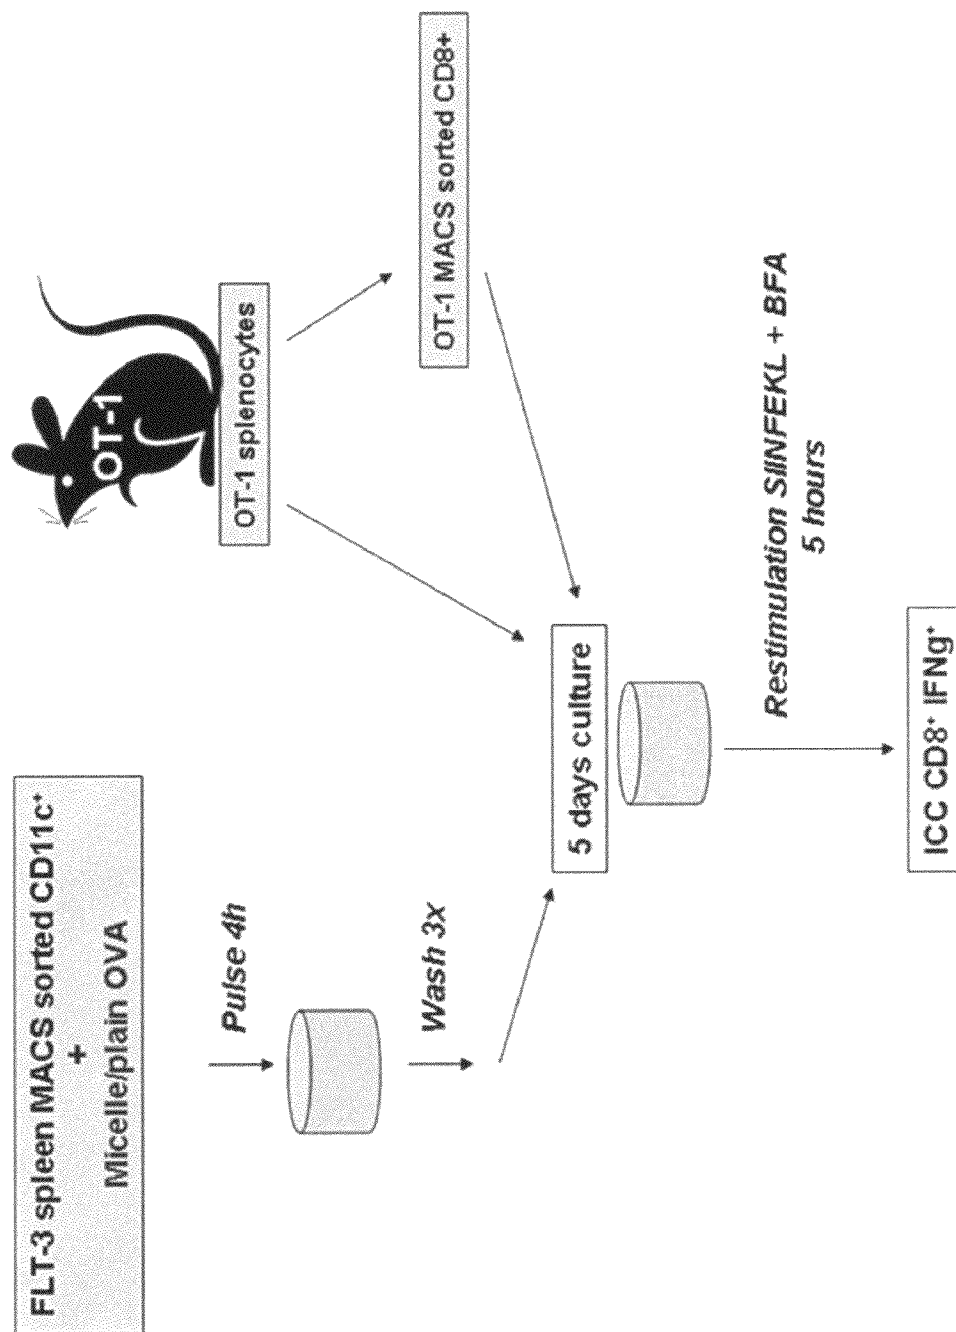 FLT-3 spleen MACS sorted CD11c⁺
+
Micelle/plain OVA
Pulse 4h
Wash 3x
OT-1
OT-1 splenocytes
OT-1 MACS sorted CD8+
5 days culture
Restimulation SIINFEKL + BFA
5 hours
ICC CD8⁺ IFNg⁺